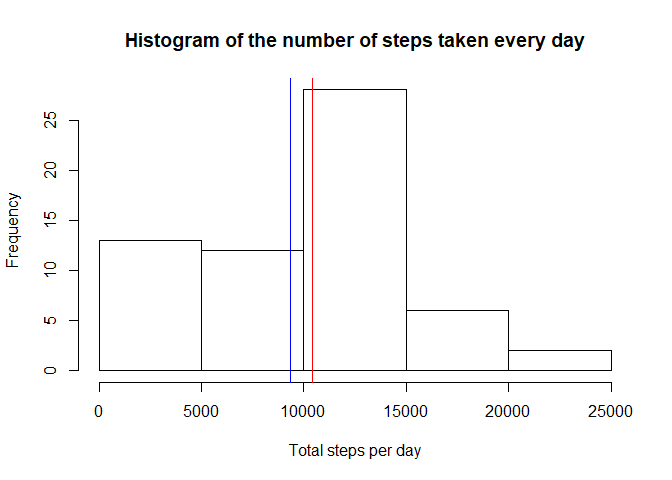 Histogram of the number of steps taken every day
Frequency
25
20
15
10
5
0
0 5000 10000 15000 20000 25000
Total steps per day